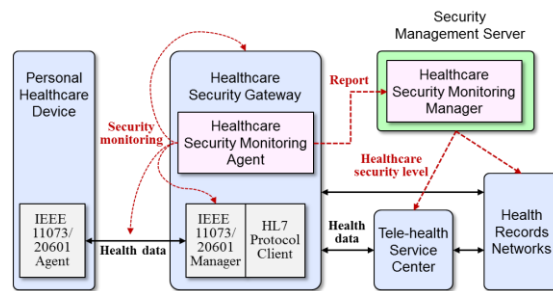 Security
Management Server
Personal
Healthcare
Device
Healthcare
Security Gateway
Report
Healthcare
Security Monitoring
Manager
Security
monitoring
Healthcare
Security Monitoring
Agent
Healthcare
security level
IEEE
11073/
20601
Agent
Health data
IEEE
11073/
20601
Manager
HL7
Protocol
Client
Health
data
Tele-health
Service
Center
Health
Records
Networks